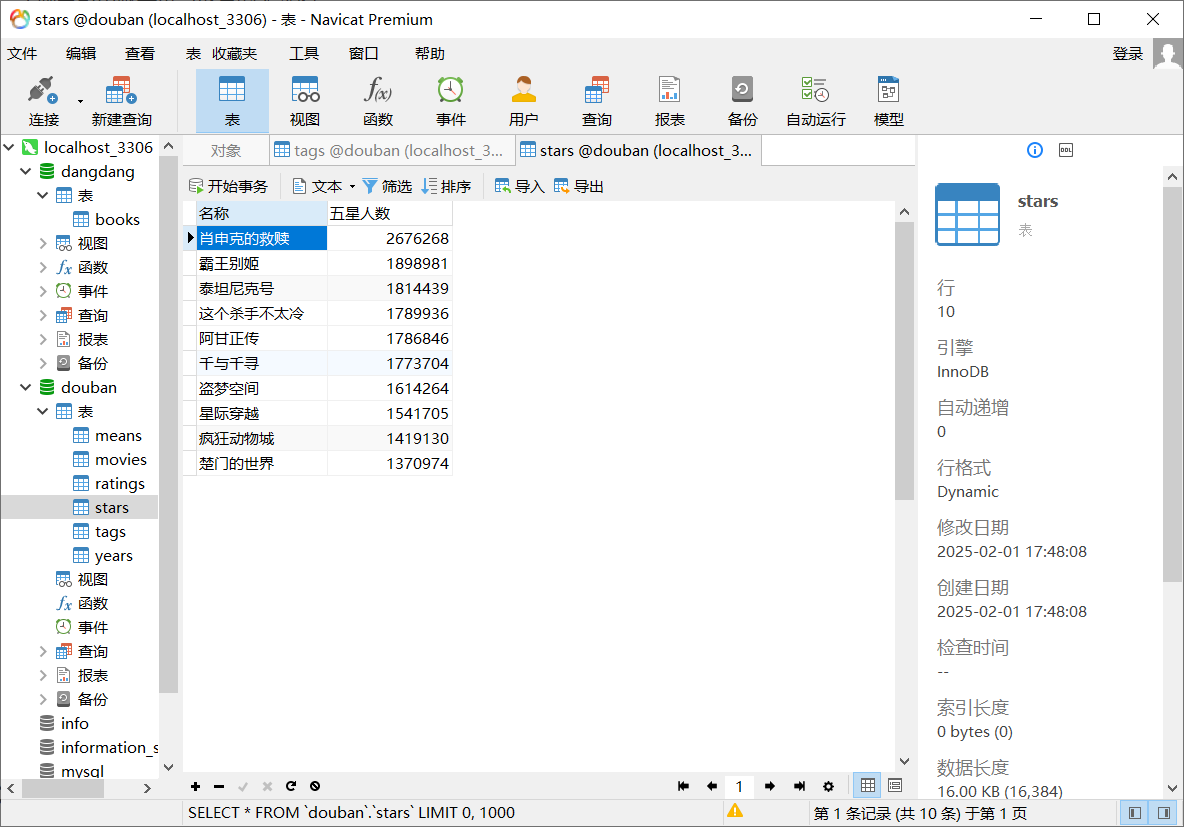 stars @douban (localhost_3306) - 表 - Navicat Premium
文件 编辑 查看 表 收藏夹 工具 窗口 帮助 登录
连接 新建查询 表 视图 函数 事件 用户 查询 报表 备份 自动运行 模型
localhost_3306
dangdang
表
books
视图
函数
事件
查询
报表
备份
douban
表
means
movies
ratings
stars
tags
years
视图
函数
事件
查询
报表
备份
info
information_s
mysql
对象 tags @douban (localhost_3... stars @douban (localhost_3...
开始事务 文本 筛选 排序 导入 导出
名称 五星人数
肖申克的救赎 2676268
霸王别姬 1898981
泰坦尼克号 1814439
这个杀手不太冷 1789936
阿甘正传 1786846
千与千寻 1773704
盗梦空间 1614264
星际穿越 1541705
疯狂动物城 1419130
楚门的世界 1370974
1
DDL
stars
表
行
10
引擎
InnoDB
自动递增
0
行格式
Dynamic
修改日期
2025-02-01 17:48:08
创建日期
2025-02-01 17:48:08
检查时间
--
索引长度
0 bytes (0)
数据长度
16.00 KB (16,384)
SELECT * FROM `douban`.`stars` LIMIT 0, 1000
第 1 条记录 (共 10 条) 于第 1 页